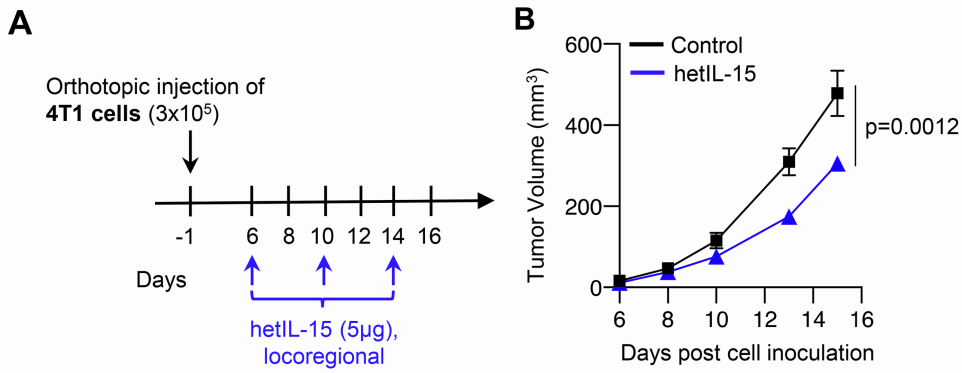 A
Orthotopic injection of
4T1 cells (3x10⁵)
-1 6 8 10 12 14 16
Days
hetIL-15 (5µg),
locoregional
B
Control
hetIL-15
Tumor Volume (mm³)
600
400
200
0
p=0.0012
6 8 10 12 14 16
Days post cell inoculation